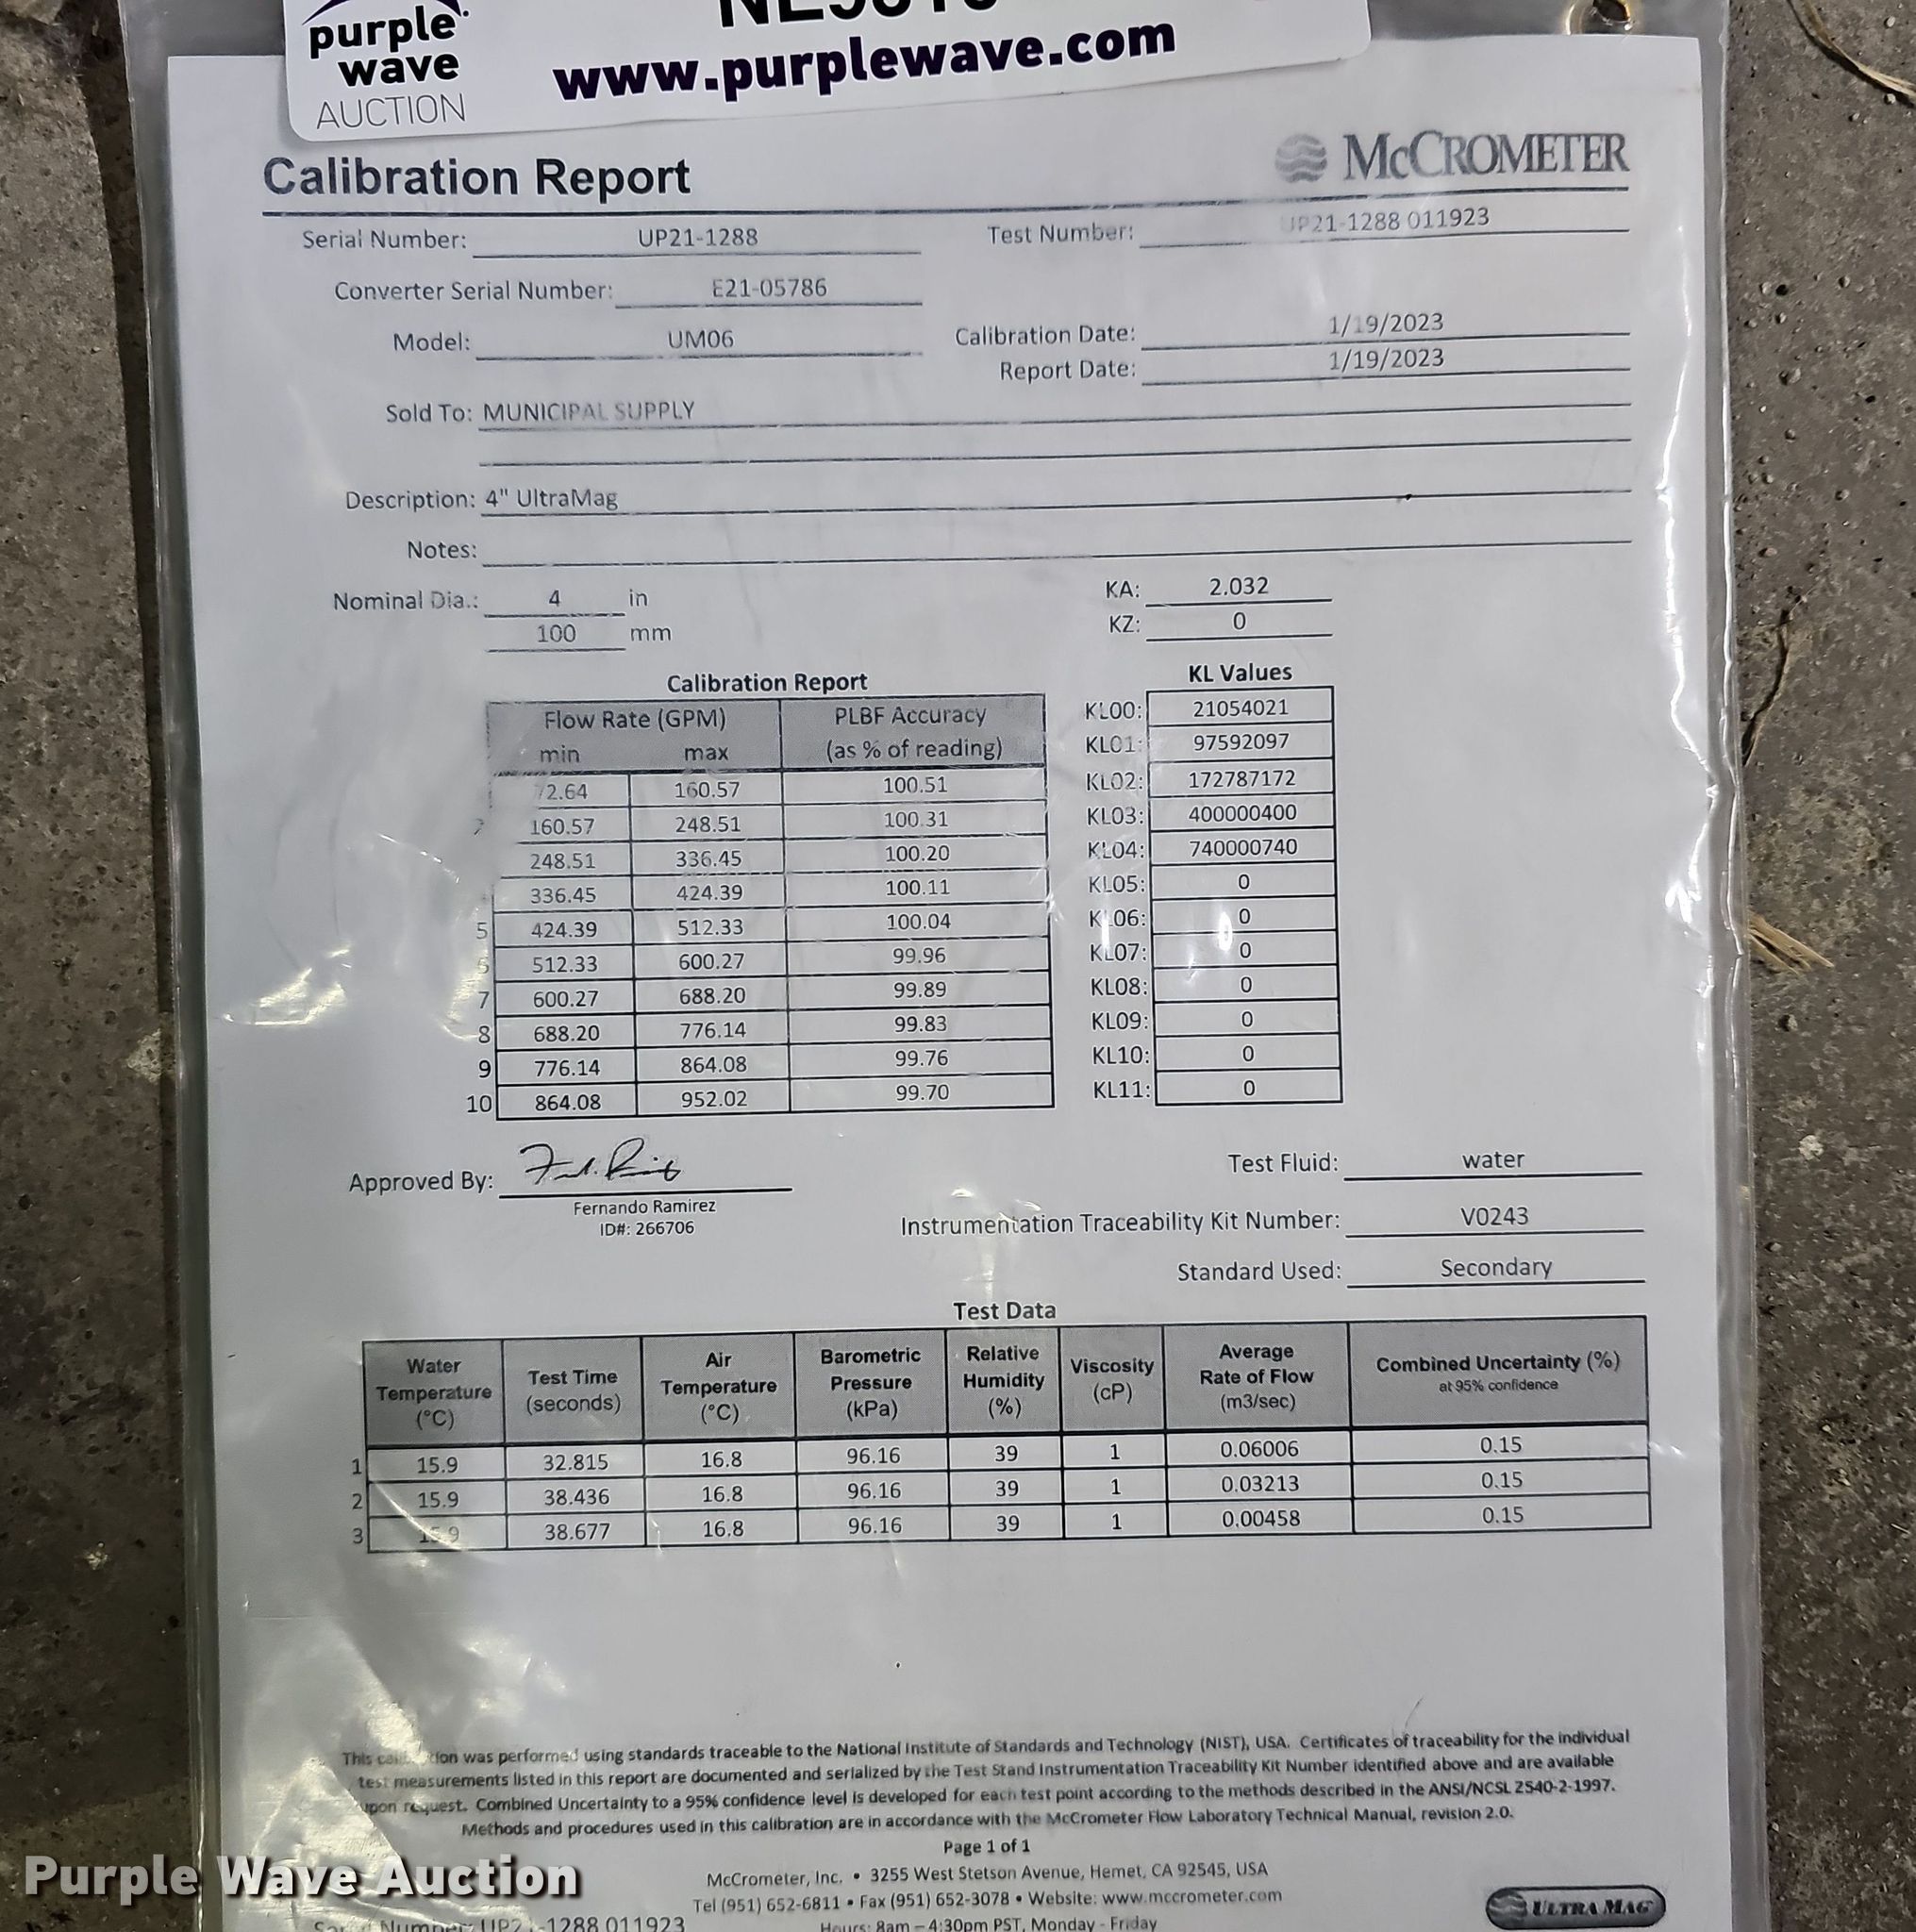 purple
wave
AUCTION
www.purplewave.com
Calibration Report
McCROMETER
Serial Number: UP21-1288
Test Number: UP21-1288 011923
Converter Serial Number: E21-05786
Model: UM06
Calibration Date: 1/19/2023
Report Date: 1/19/2023
Sold To: MUNICIPAL SUPPLY
Description: 4" UltraMag
Notes:
Nominal Dia.: 4 in
100 mm
KA: 2.032
KZ: 0
Calibration Report
Flow Rate (GPM) PLBF Accuracy
min max (as % of reading)
72.64 160.57 100.51
160.57 248.51 100.31
248.51 336.45 100.20
336.45 424.39 100.11
5 424.39 512.33 100.04
512.33 600.27 99.96
7 600.27 688.20 99.89
8 688.20 776.14 99.83
9 776.14 864.08 99.76
10 864.08 952.02 99.70
KL Values
KL00: 21054021
KL01: 97592097
KL02: 172787172
KL03: 400000400
KL04: 740000740
KL05: 0
KL06: 0
KL07: 0
KL08: 0
KL09: 0
KL10: 0
KL11: 0
Approved By:
Fernando Ramirez
ID#: 266706
Test Fluid: water
Instrumentation Traceability Kit Number: V0243
Standard Used: Secondary
Test Data
Water Temperature (°C) Test Time (seconds) Air Temperature (°C) Barometric Pressure (kPa) Relative Humidity (%) Viscosity (cP) Average Rate of Flow (m3/sec) Combined Uncertainty (%) at 95% confidence
1 15.9 32.815 16.8 96.16 39 1 0.06006 0.15
2 15.9 38.436 16.8 96.16 39 1 0.03213 0.15
3 15.9 38.677 16.8 96.16 39 1 0.00458 0.15
This calibration was performed using standards traceable to the National Institute of Standards and Technology (NIST), USA. Certificates of traceability for the individual
test measurements listed in this report are documented and serialized by the Test Stand Instrumentation Traceability Kit Number identified above and are available
upon request. Combined Uncertainty to a 95% confidence level is developed for each test point according to the methods described in the ANSI/NCSL Z540-2-1997.
Methods and procedures used in this calibration are in accordance with the McCrometer Flow Laboratory Technical Manual, revision 2.0.
Page 1 of 1
McCrometer, Inc. • 3255 West Stetson Avenue, Hemet, CA 92545, USA
Tel (951) 652-6811 • Fax (951) 652-3078 • Website: www.mccrometer.com
Hours: 8am – 4:30pm PST, Monday - Friday
Serial Number: UP21-1288 011923
ULTRA MAG
Purple Wave Auction